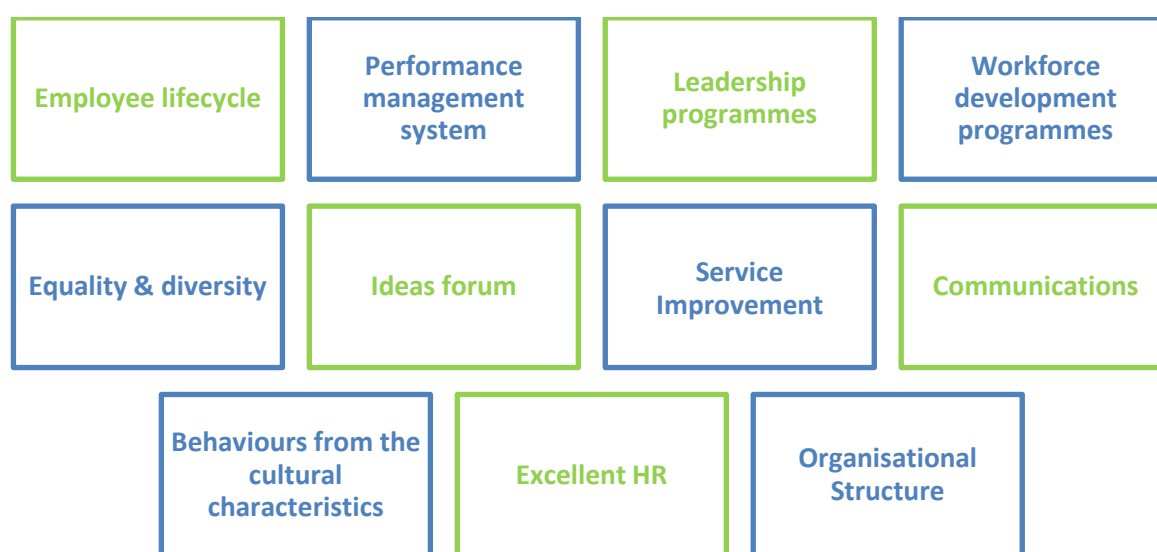 Employee lifecycle
Performance
management
system
Leadership
programmes
Workforce
development
programmes
Equality & diversity
Ideas forum
Service
Improvement
Communications
Behaviours from the
cultural
characteristics
Excellent HR
Organisational
Structure